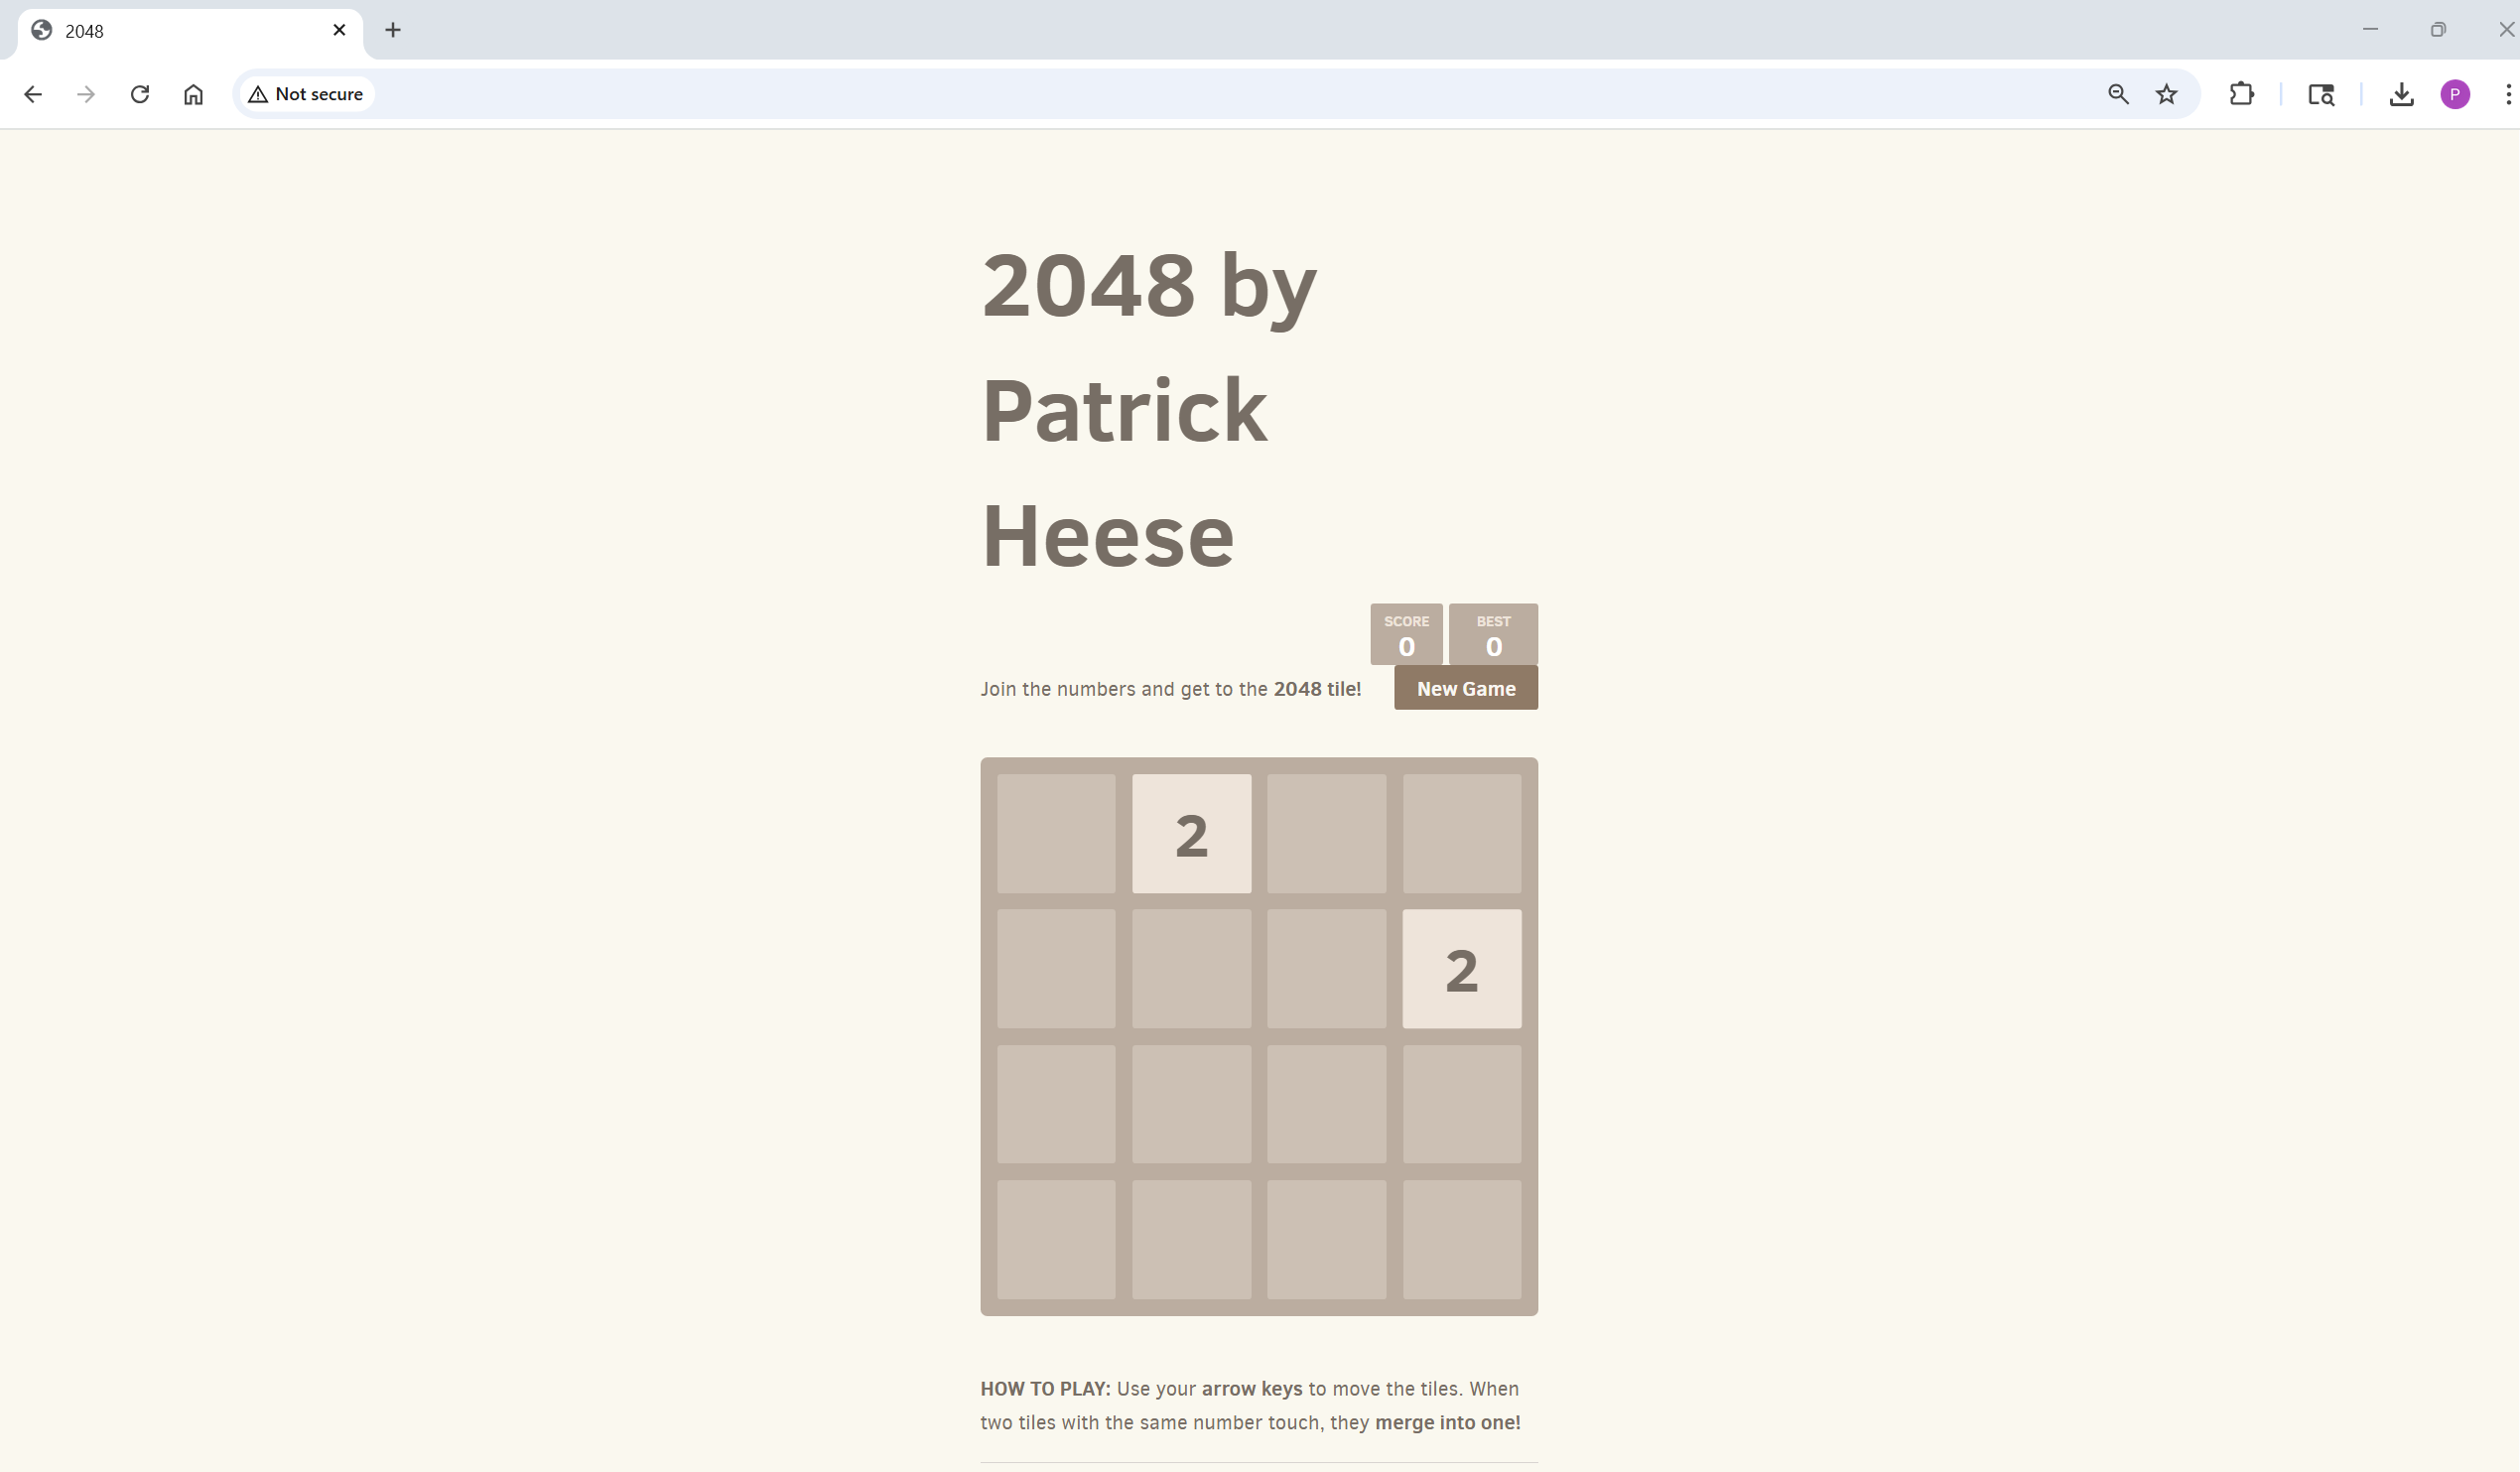 2048
Not secure
P
2048 by
Patrick
Heese
SCORE BEST
0 0
Join the numbers and get to the 2048 tile! New Game
2
2
HOW TO PLAY: Use your arrow keys to move the tiles. When
two tiles with the same number touch, they merge into one!